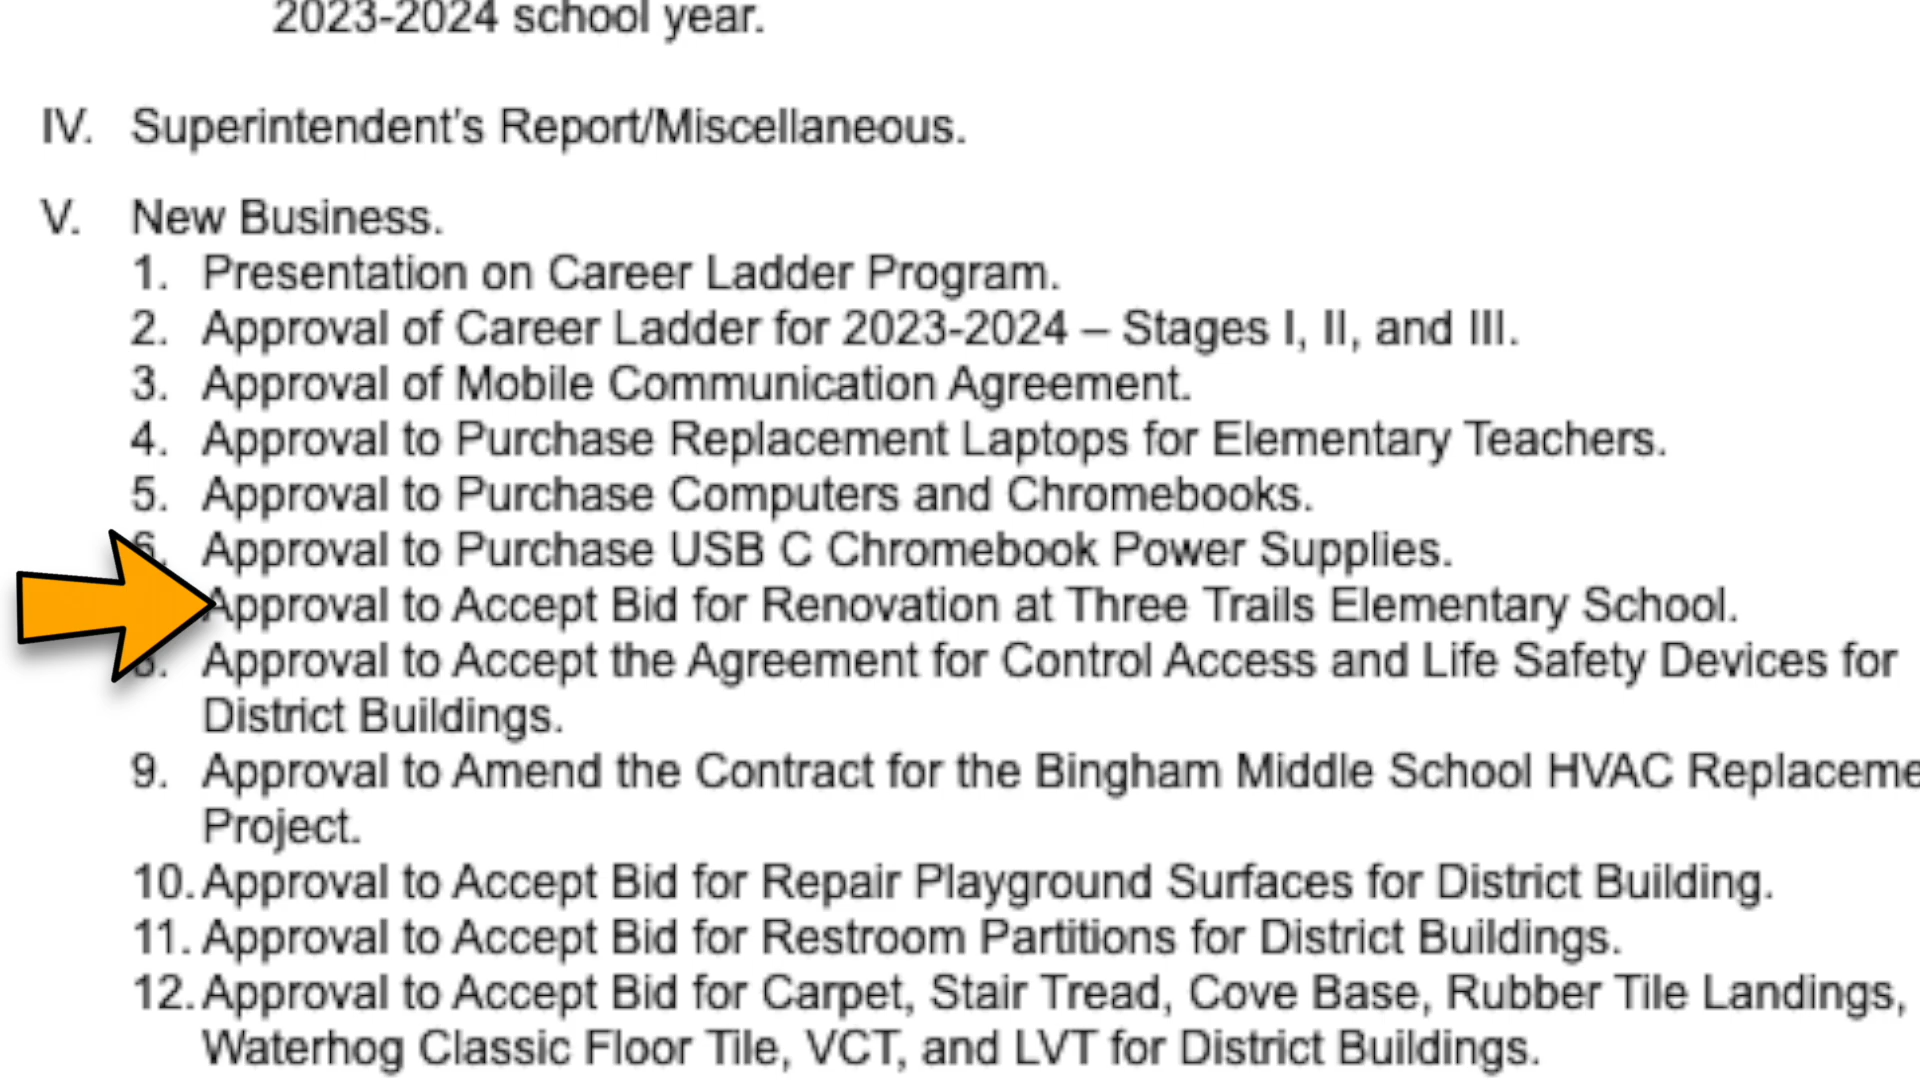 2023-2024 school year.
IV. Superintendent's Report/Miscellaneous.
V. New Business.
1. Presentation on Career Ladder Program.
2. Approval of Career Ladder for 2023-2024 – Stages I, II, and III.
3. Approval of Mobile Communication Agreement.
4. Approval to Purchase Replacement Laptops for Elementary Teachers.
5. Approval to Purchase Computers and Chromebooks.
6. Approval to Purchase USB C Chromebook Power Supplies.
Approval to Accept Bid for Renovation at Three Trails Elementary School.
8. Approval to Accept the Agreement for Control Access and Life Safety Devices for
District Buildings.
9. Approval to Amend the Contract for the Bingham Middle School HVAC Replaceme
Project.
10. Approval to Accept Bid for Repair Playground Surfaces for District Building.
11. Approval to Accept Bid for Restroom Partitions for District Buildings.
12. Approval to Accept Bid for Carpet, Stair Tread, Cove Base, Rubber Tile Landings,
Waterhog Classic Floor Tile, VCT, and LVT for District Buildings.